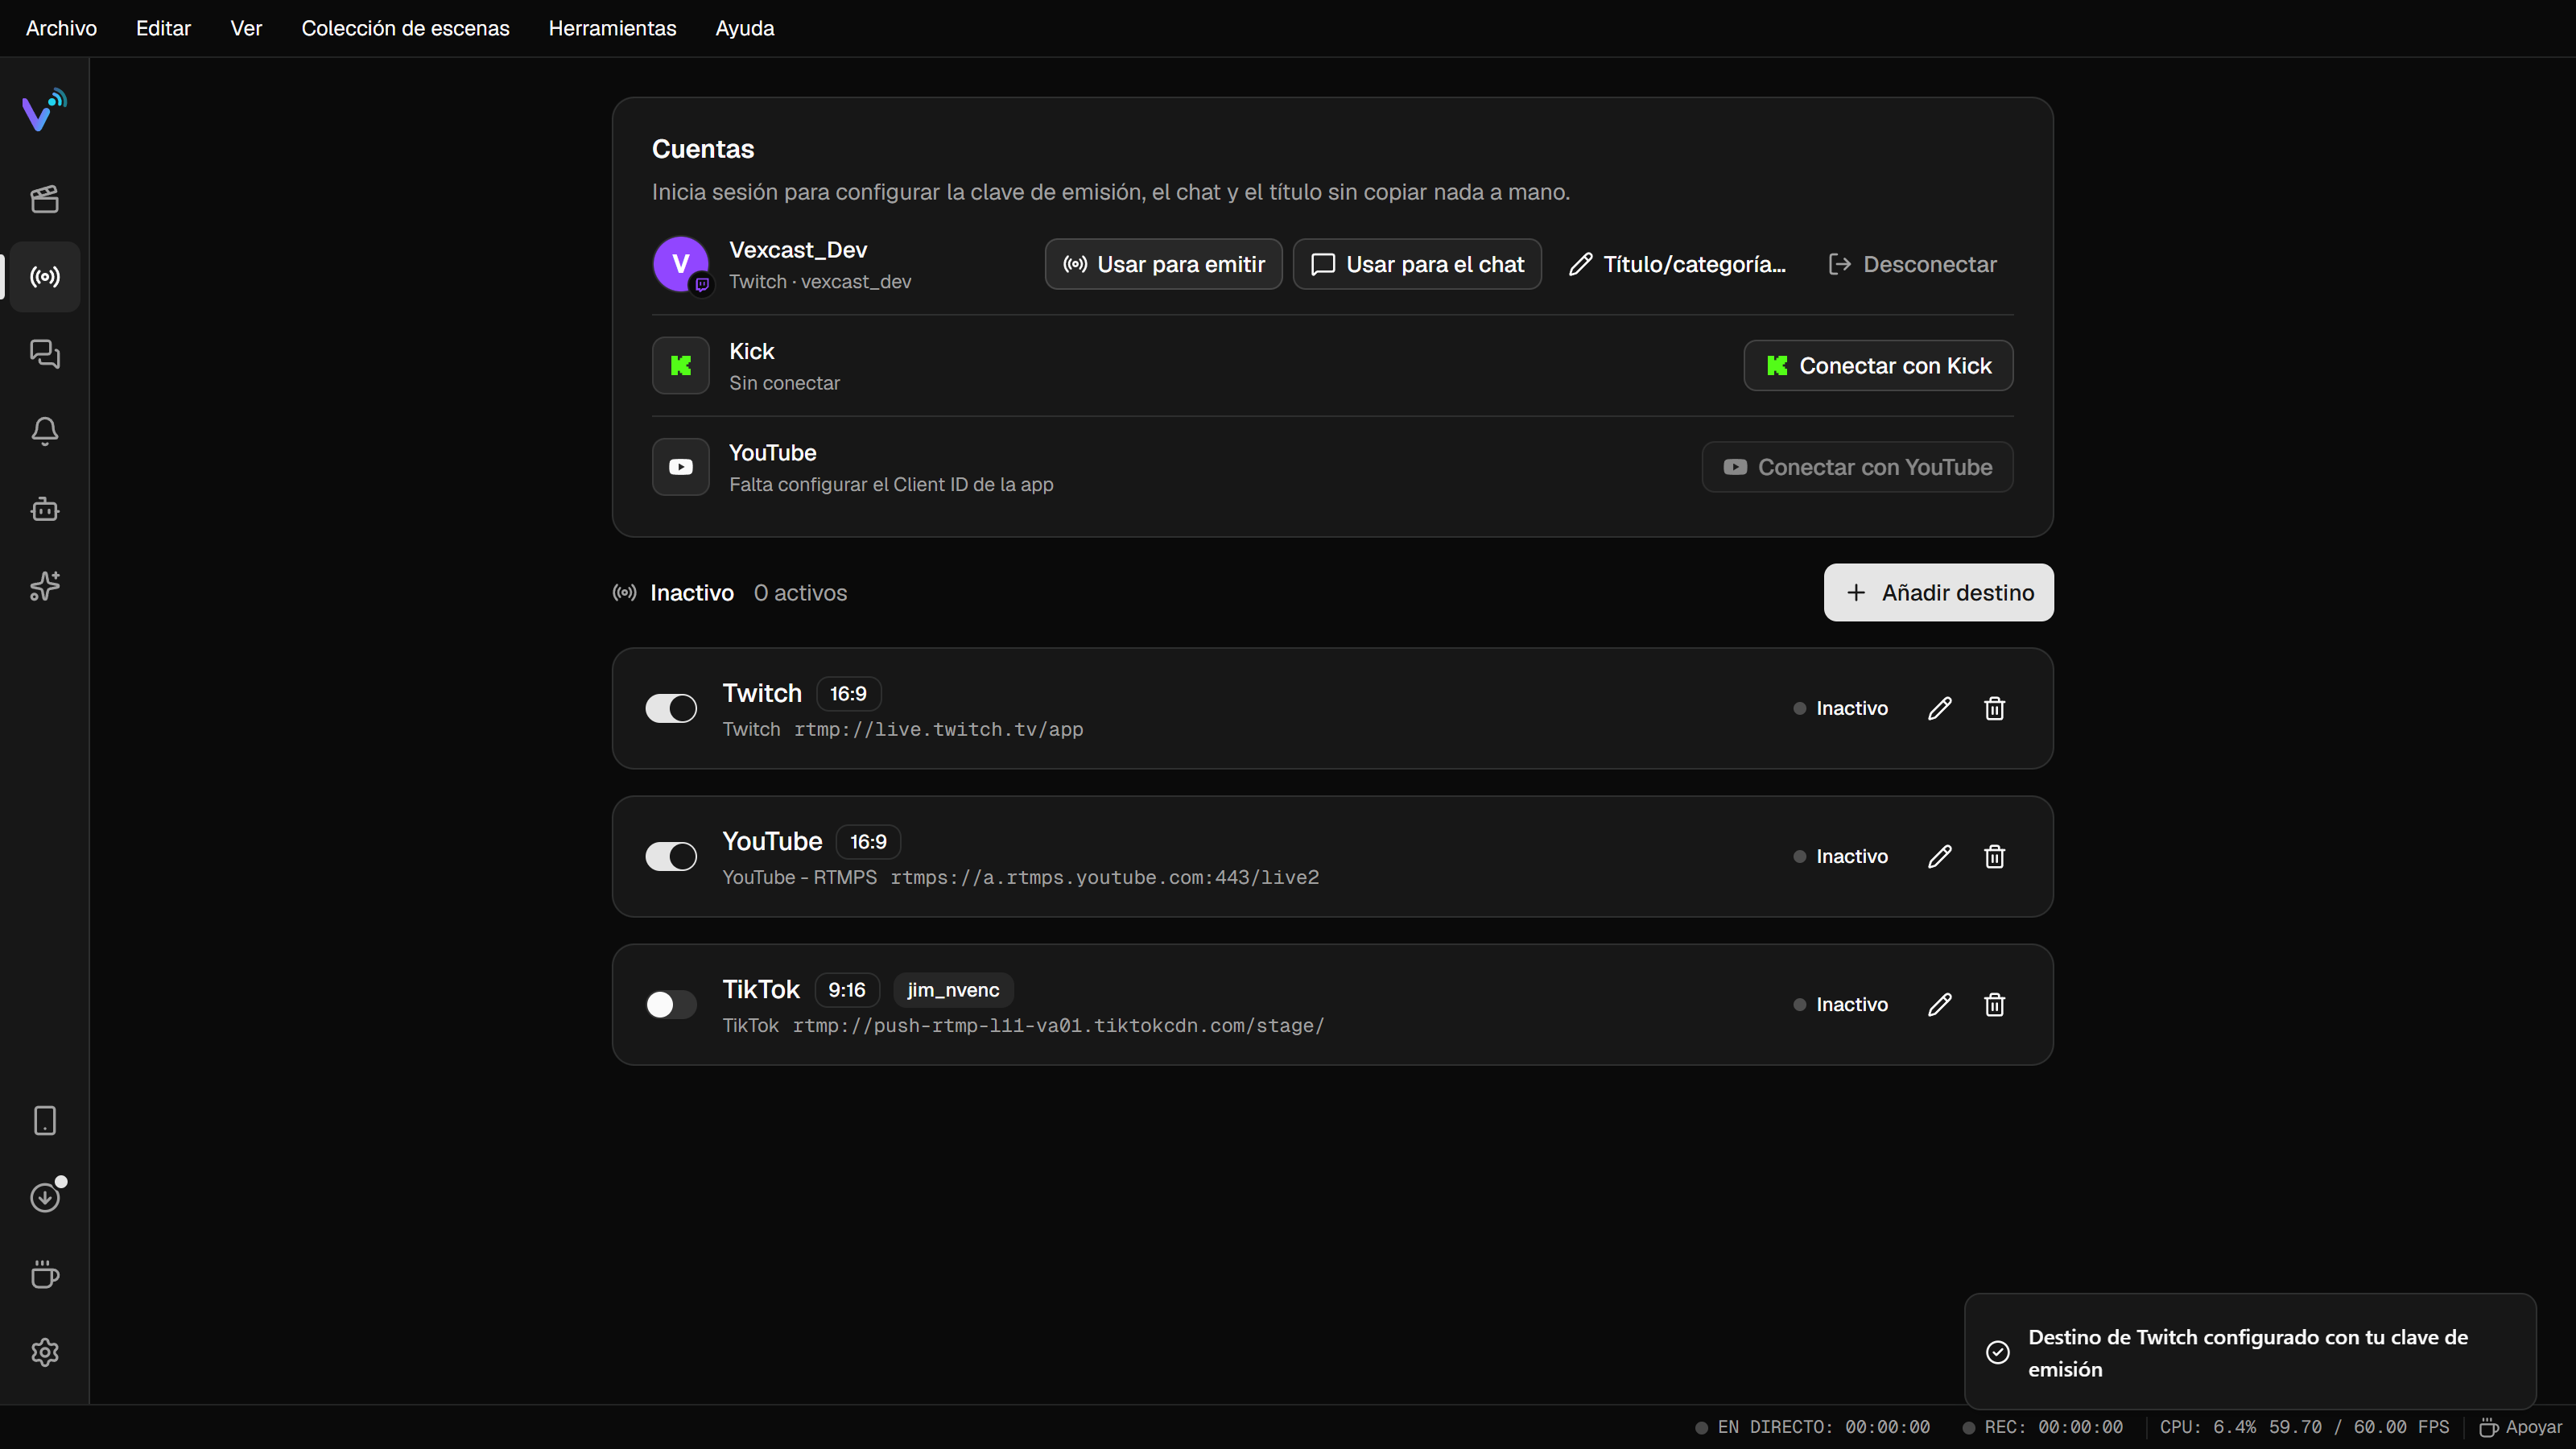 Archivo Editar Ver Colección de escenas Herramientas Ayuda
Cuentas
Inicia sesión para configurar la clave de emisión, el chat y el título sin copiar nada a mano.
V
Vexcast_Dev
Twitch · vexcast_dev
Usar para emitir
Usar para el chat
Título/categoría...
Desconectar
Kick
Sin conectar
Conectar con Kick
YouTube
Falta configurar el Client ID de la app
Conectar con YouTube
Inactivo 0 activos
Añadir destino
Twitch 16:9
Twitch rtmp://live.twitch.tv/app
Inactivo
YouTube 16:9
YouTube - RTMPS rtmps://a.rtmps.youtube.com:443/live2
Inactivo
TikTok 9:16 jim_nvenc
TikTok rtmp://push-rtmp-l11-va01.tiktokcdn.com/stage/
Inactivo
Destino de Twitch configurado con tu clave de
emisión
EN DIRECTO: 00:00:00 REC: 00:00:00 CPU: 6.4% 59.70 / 60.00 FPS Apoyar